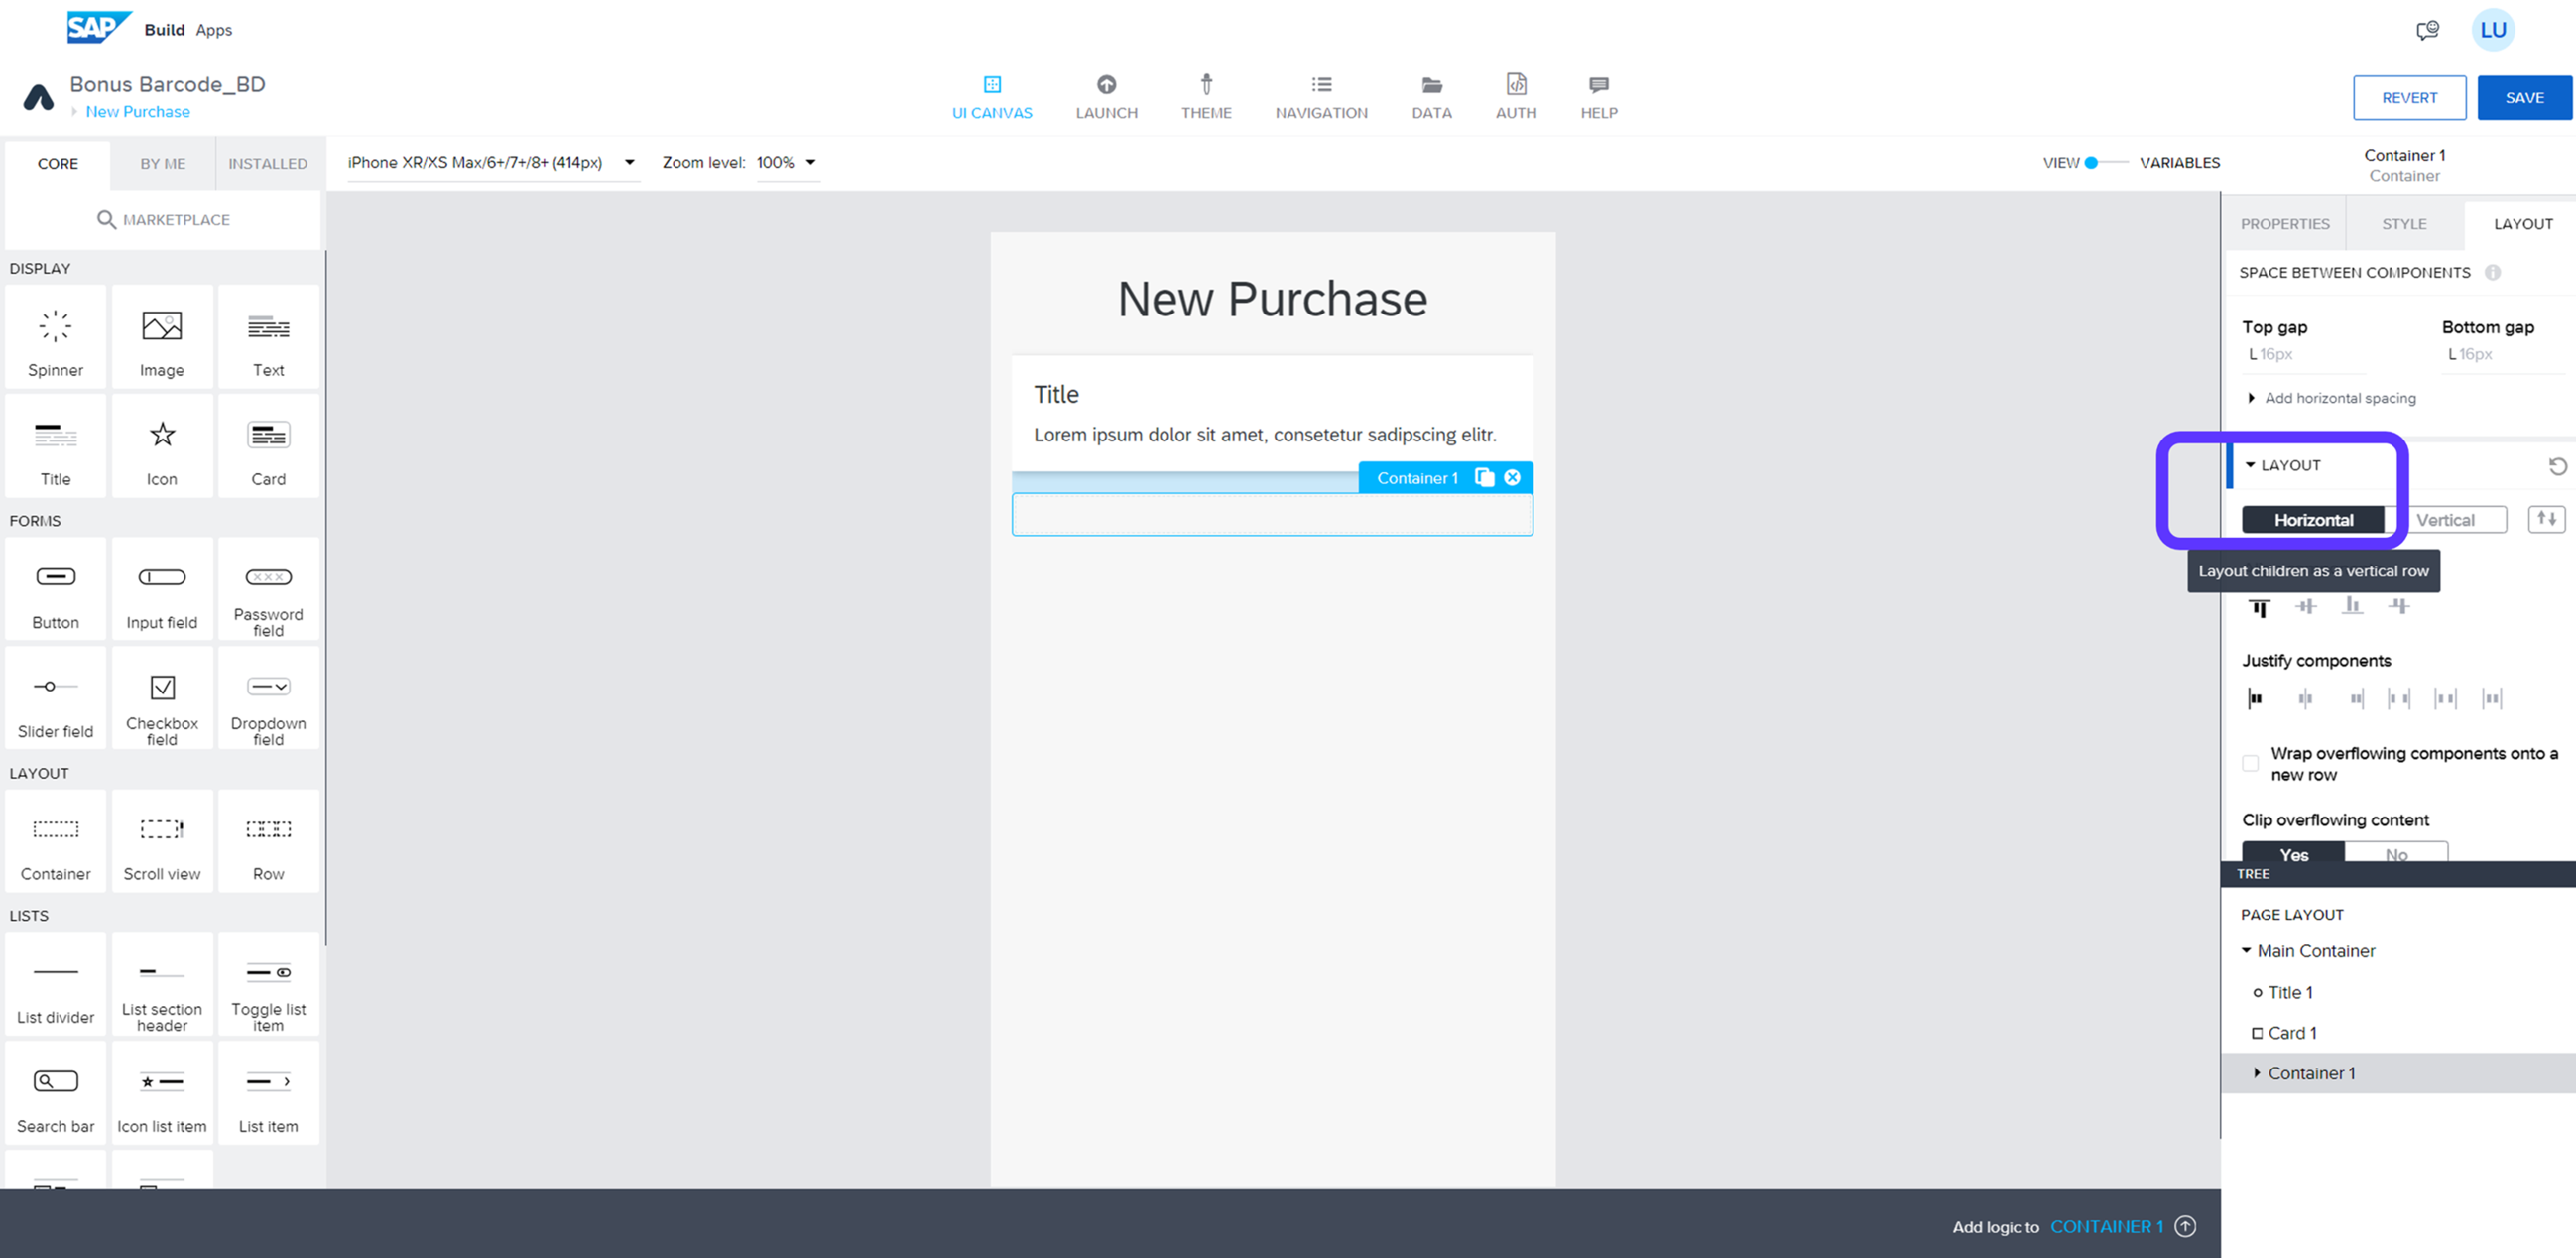 SAP Build Apps
LU
Bonus Barcode_BD
New Purchase
UI CANVAS
LAUNCH
THEME
NAVIGATION
DATA
AUTH
HELP
REVERT
SAVE
CORE
BY ME
INSTALLED
iPhone XR/XS Max/6+/7+/8+ (414px)
Zoom level: 100%
VIEW
VARIABLES
Container 1
Container
MARKETPLACE
PROPERTIES
STYLE
LAYOUT
DISPLAY
Spinner
Image
Text
Title
Icon
Card
FORMS
Button
Input field
Password
field
Slider field
Checkbox
field
Dropdown
field
LAYOUT
Container
Scroll view
Row
LISTS
List divider
List section
header
Toggle list
item
Search bar
Icon list item
List item
New Purchase
Title
Lorem ipsum dolor sit amet, consetetur sadipscing elitr.
Container 1
SPACE BETWEEN COMPONENTS
Top gap
Bottom gap
L 16px
L 16px
Add horizontal spacing
LAYOUT
Horizontal
Vertical
Layout children as a vertical row
Justify components
Wrap overflowing components onto a
new row
Clip overflowing content
Yes
No
TREE
PAGE LAYOUT
Main Container
Title 1
Card 1
Container 1
Add logic to CONTAINER 1